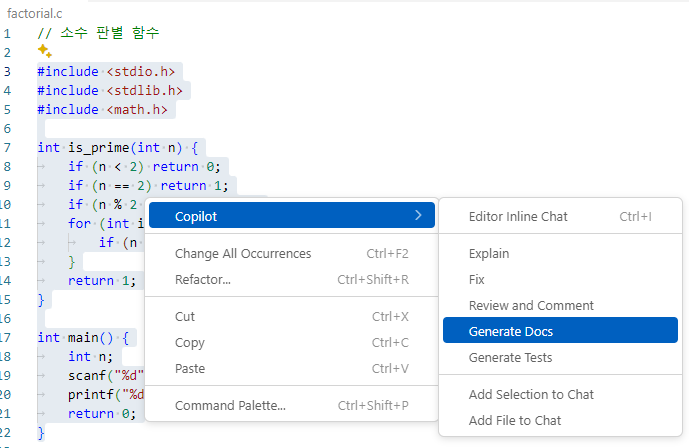 factorial.c
1 // 소수 판별 함수
2
3 #include <stdio.h>
4 #include <stdlib.h>
5 #include <math.h>
6
7 int is_prime(int n) {
8 if (n < 2) return 0;
9 if (n == 2) return 1;
10 if (n % 2
11 for (int i
12 if (n
13 }
14 return 1;
15 }
16
17 int main() {
18 int n;
19 scanf("%d"
20 printf("%d
21 return 0;
22 }
Copilot
Change All Occurrences Ctrl+F2
Refactor... Ctrl+Shift+R
Cut Ctrl+X
Copy Ctrl+C
Paste Ctrl+V
Command Palette... Ctrl+Shift+P
Editor Inline Chat Ctrl+I
Explain
Fix
Review and Comment
Generate Docs
Generate Tests
Add Selection to Chat
Add File to Chat